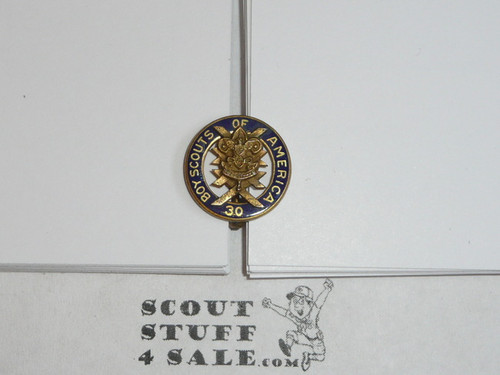 BOY SCOUTS OF AMERICA
30
SCOUT
STUFF
4 SALE.com